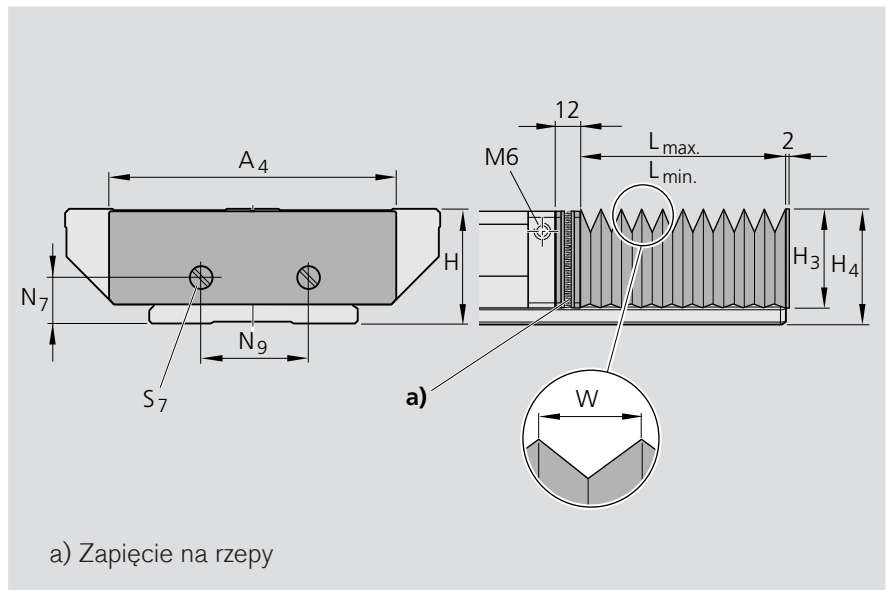 A4
H
N7
N9
S7
12
Lmax.
Lmin.
2
M6
H3
H4
a)
W
a) Zapięcie na rzepy